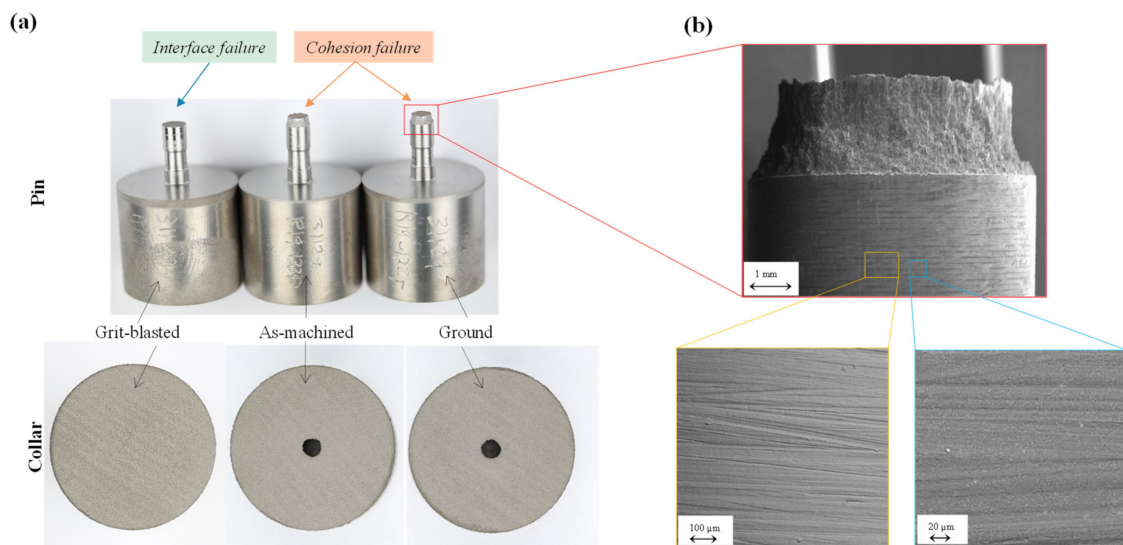 (a)
Interface failure
Cohesion failure
Pin
Grit-blasted
As-machined
Ground
Collar
(b)
1 mm
100 µm
20 µm